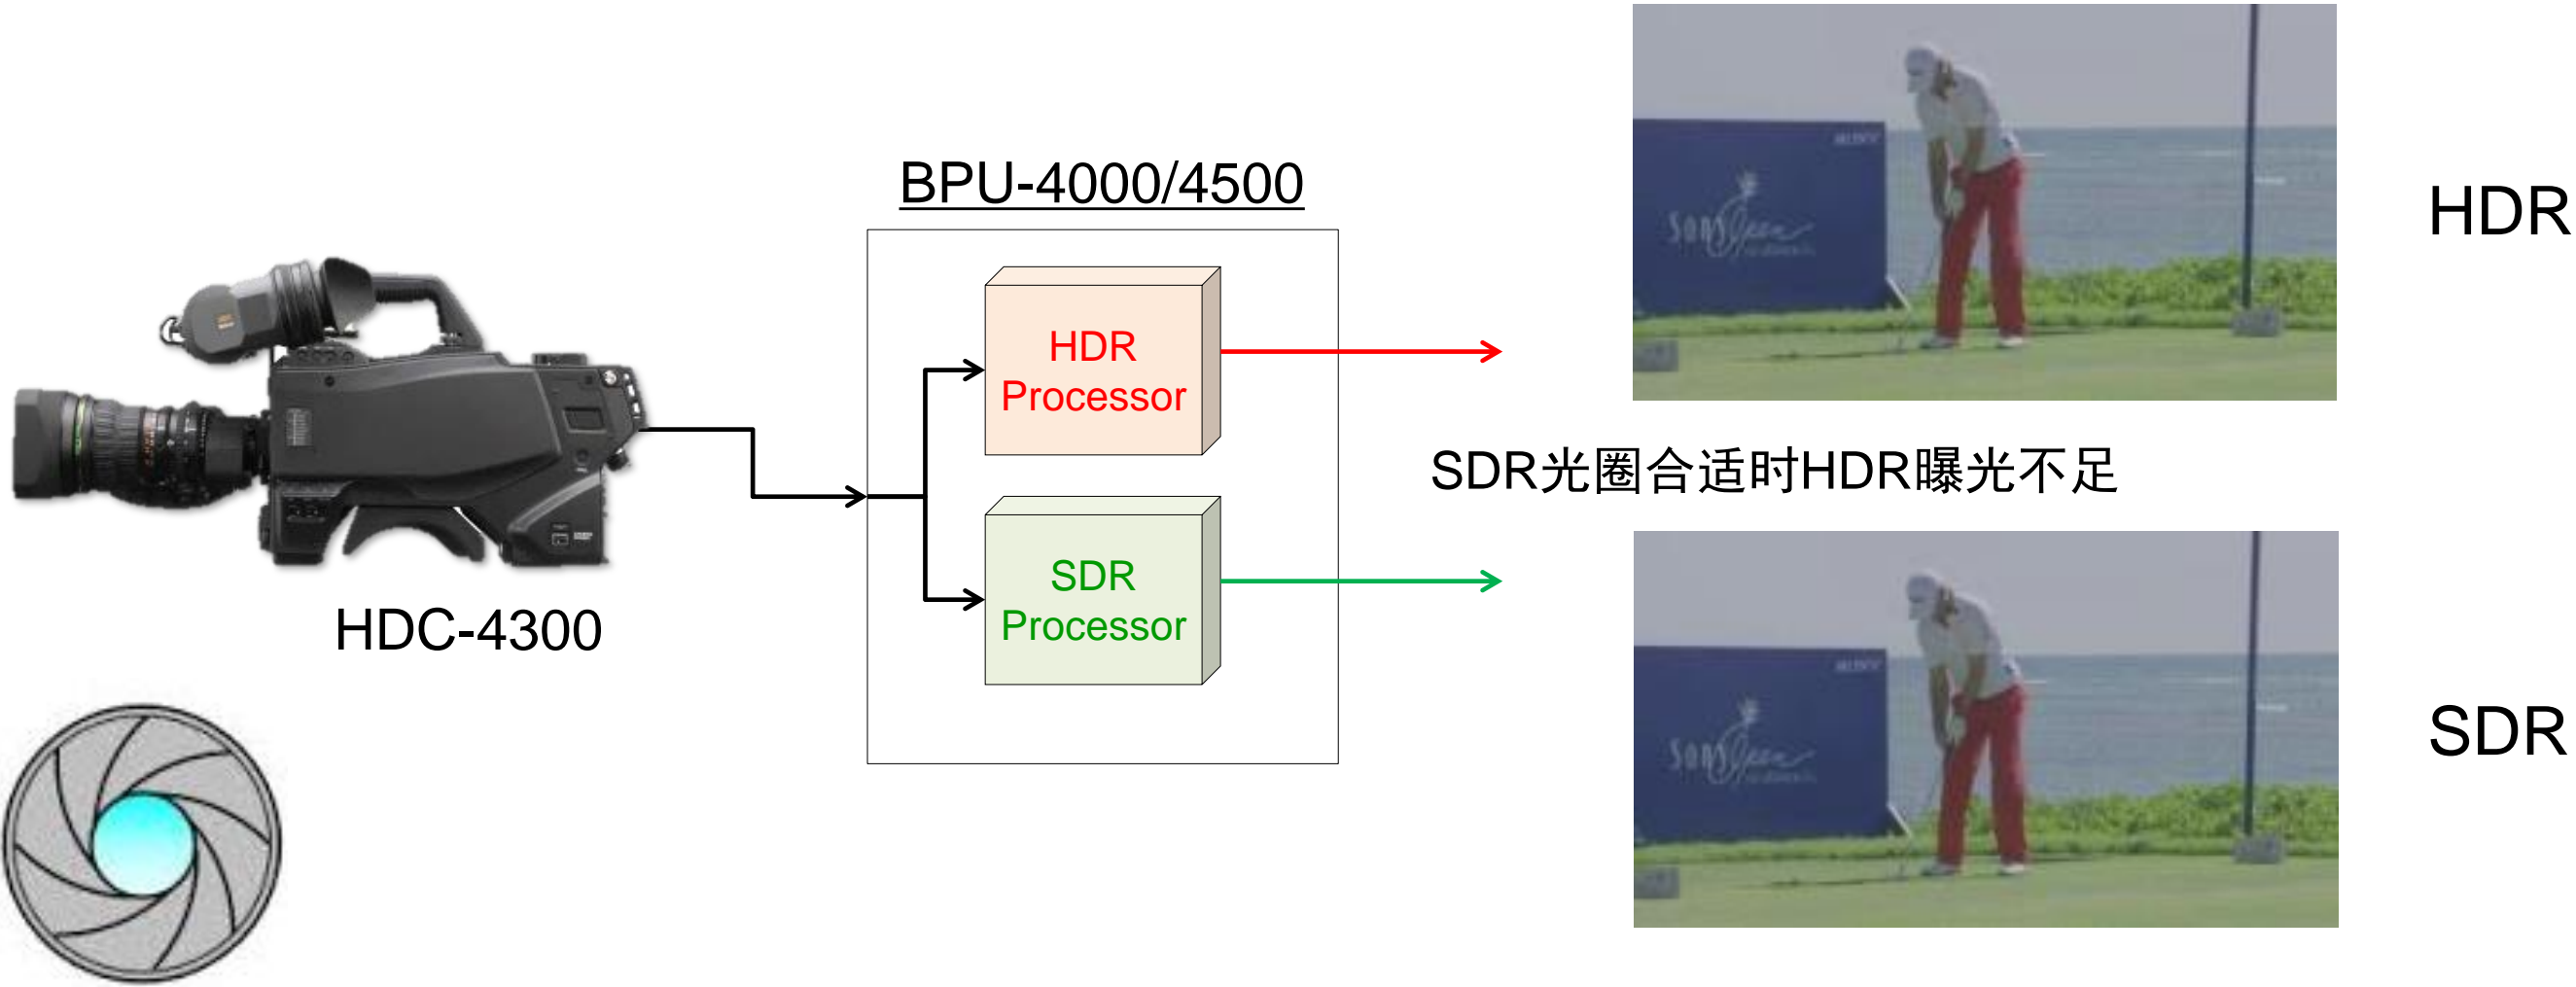 BPU-4000/4500
HDR
HDR
Processor
SDR光圈合适时HDR曝光不足
SDR
Processor
HDC-4300
SDR